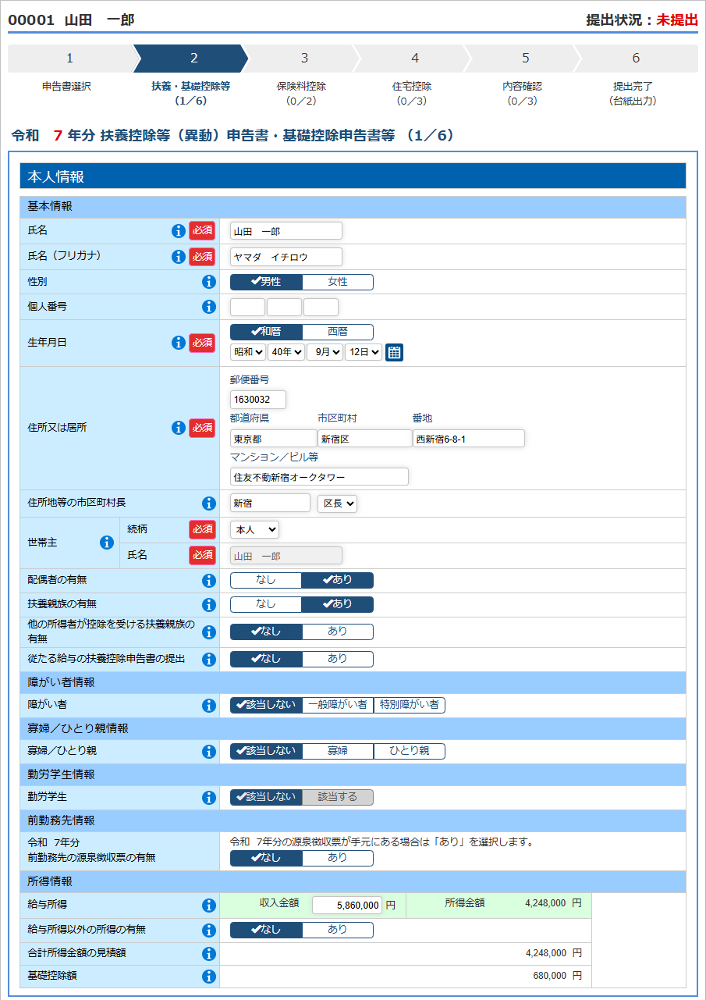 00001 山田　一郎 提出状況：未提出
1 2 3 4 5 6
申告書選択 扶養・基礎控除等 保険料控除 住宅控除 内容確認 提出完了
（1／6） （0／2） （0／3） （0／3） （台紙出力）
令和　7 年分 扶養控除等（異動）申告書・基礎控除申告書等 （1／6）
本人情報
基本情報
氏名 必須 山田　一郎
氏名（フリガナ） 必須 ヤマダ　イチロウ
性別 男性 女性
個人番号
生年月日 必須 和暦 西暦
昭和 40年 9月 12日
住所又は居所 必須
郵便番号
1630032
都道府県 市区町村 番地
東京都 新宿区 西新宿6-8-1
マンション／ビル等
住友不動新宿オークタワー
住所地等の市区町村長 新宿 区長
世帯主 続柄 必須 本人
氏名 必須 山田　一郎
配偶者の有無 なし あり
扶養親族の有無 なし あり
他の所得者が控除を受ける扶養親族の
有無 なし あり
従たる給与の扶養控除申告書の提出 なし あり
障がい者情報
障がい者 該当しない 一般障がい者 特別障がい者
寡婦／ひとり親情報
寡婦／ひとり親 該当しない 寡婦 ひとり親
勤労学生情報
勤労学生 該当しない 該当する
前勤務先情報
令和　7年分
前勤務先の源泉徴収票の有無
令和　7年分の源泉徴収票が手元にある場合は「あり」を選択します。
なし あり
所得情報
給与所得 収入金額 5,860,000 円 所得金額 4,248,000 円
給与所得以外の所得の有無 なし あり
合計所得金額の見積額 4,248,000 円
基礎控除額 680,000 円